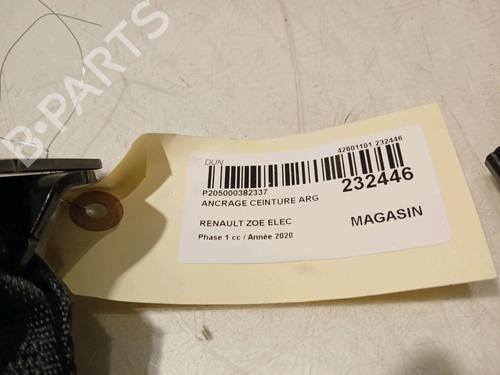 B-PARTS
DUN
42601101 232446
P205000382337
232446
ANCRAGE CEINTURE ARG
RENAULT ZOE ELEC
MAGASIN
Phase 1 cc / Année 2020